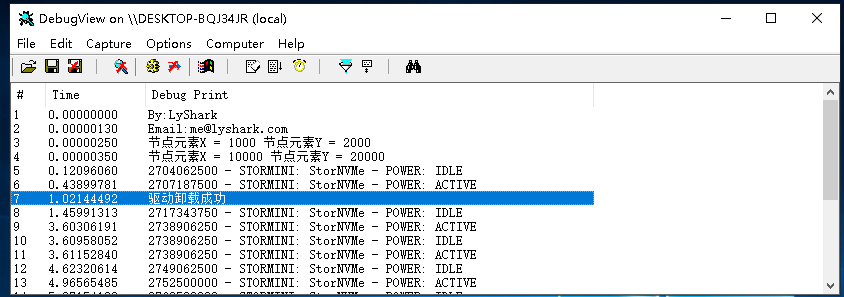 DebugView on \\DESKTOP-BQJ34JR (local)
File Edit Capture Options Computer Help
# Time Debug Print
1 0.00000000 By:LyShark
2 0.00000130 Email:me@lyshark.com
3 0.00000250 节点元素X = 1000 节点元素Y = 2000
4 0.00000350 节点元素X = 10000 节点元素Y = 20000
5 0.12096060 2704062500 - STORMINI: StorNVMe - POWER: IDLE
6 0.43899781 2707187500 - STORMINI: StorNVMe - POWER: ACTIVE
7 1.02144492 驱动卸载成功
8 1.45991313 2717343750 - STORMINI: StorNVMe - POWER: IDLE
9 3.60306191 2738906250 - STORMINI: StorNVMe - POWER: ACTIVE
10 3.60958052 2738906250 - STORMINI: StorNVMe - POWER: IDLE
11 3.61152840 2738906250 - STORMINI: StorNVMe - POWER: ACTIVE
12 4.62320614 2749062500 - STORMINI: StorNVMe - POWER: IDLE
13 4.96565485 2752500000 - STORMINI: StorNVMe - POWER: ACTIVE